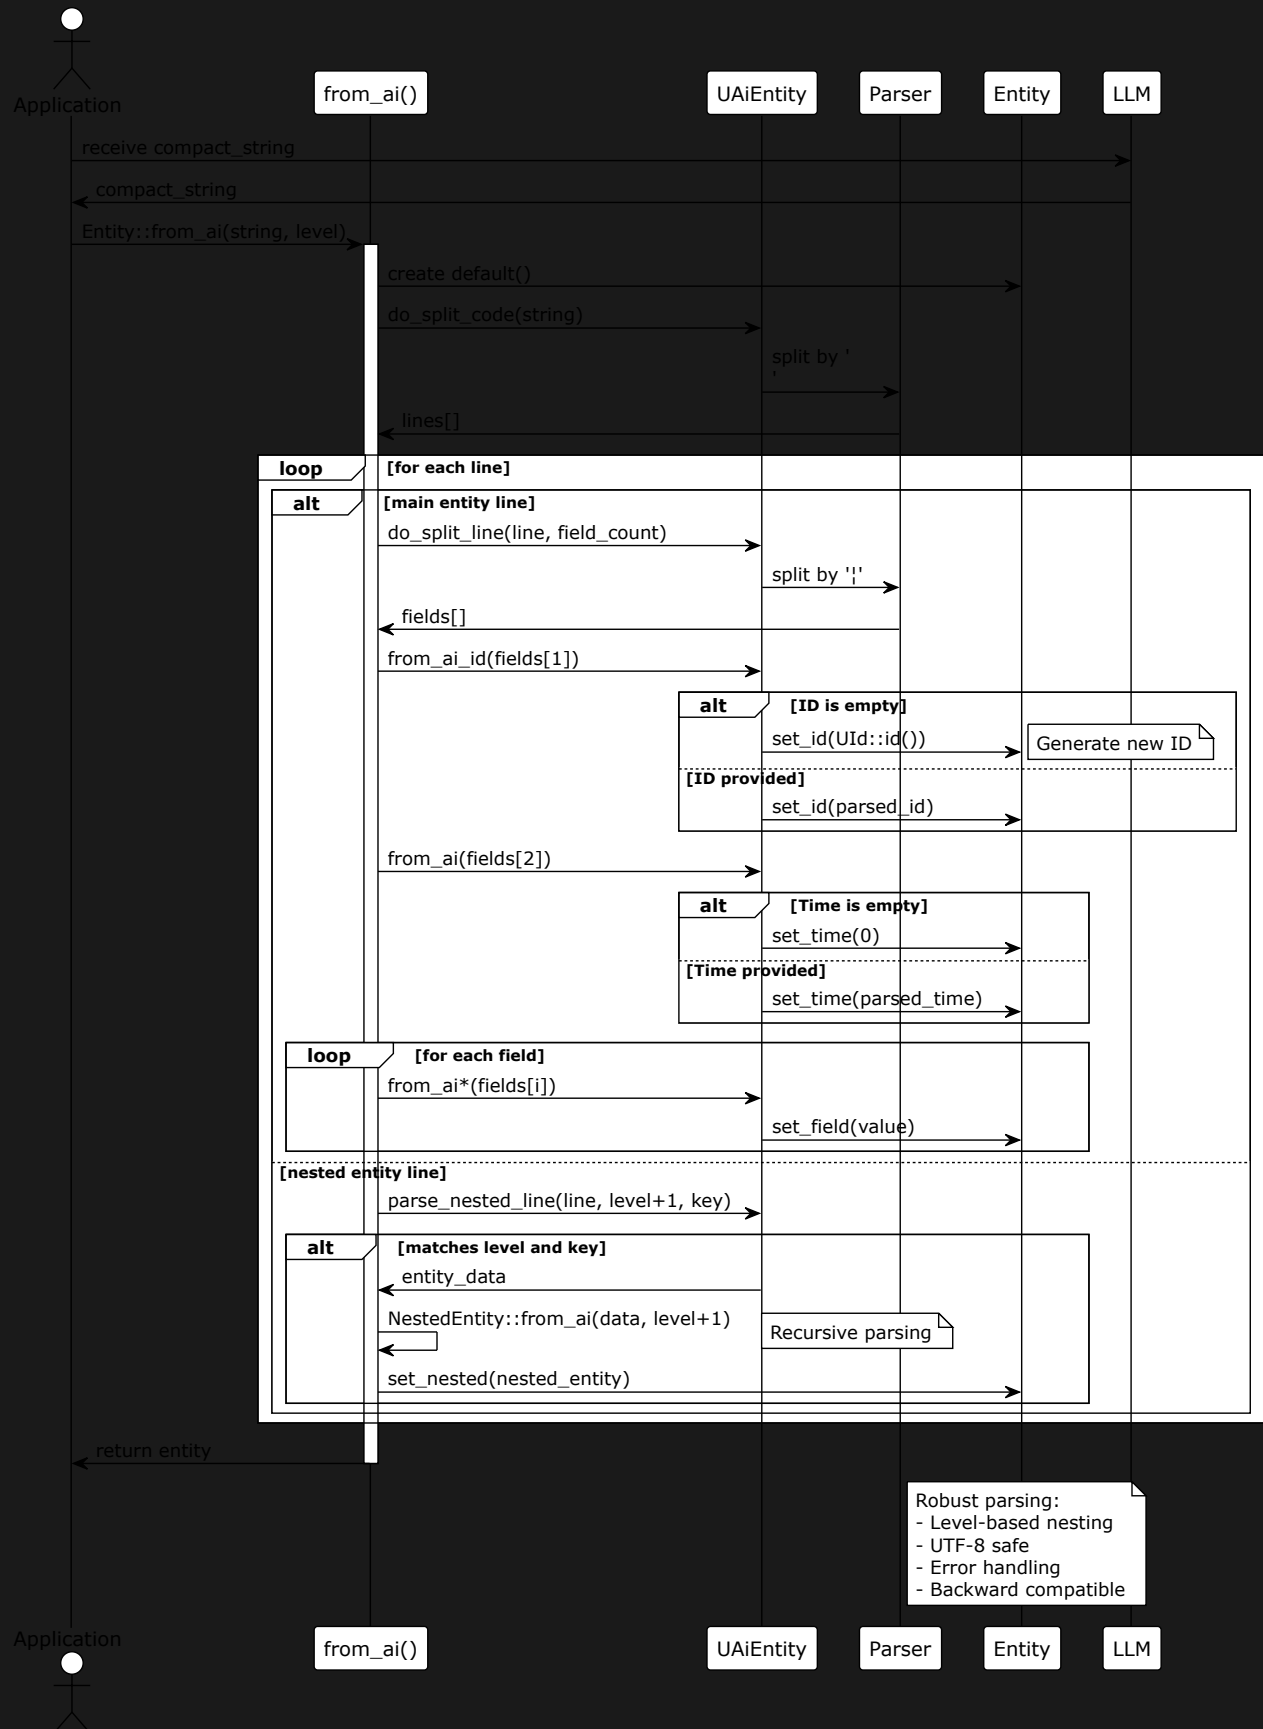 Application
from_ai()
UAiEntity
Parser
Entity
LLM
receive compact_string
compact_string
Entity::from_ai(string, level)
create default()
do_split_code(string)
split by '
'
lines[]
loop
[for each line]
alt
[main entity line]
do_split_line(line, field_count)
split by '¦'
fields[]
from_ai_id(fields[1])
alt
[ID is empty]
set_id(UId::id())
Generate new ID
[ID provided]
set_id(parsed_id)
from_ai(fields[2])
alt
[Time is empty]
set_time(0)
[Time provided]
set_time(parsed_time)
loop
[for each field]
from_ai*(fields[i])
set_field(value)
[nested entity line]
parse_nested_line(line, level+1, key)
alt
[matches level and key]
entity_data
NestedEntity::from_ai(data, level+1)
Recursive parsing
set_nested(nested_entity)
return entity
Robust parsing:
- Level-based nesting
- UTF-8 safe
- Error handling
- Backward compatible
Application
from_ai()
UAiEntity
Parser
Entity
LLM